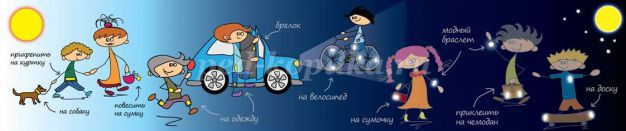 прикрепить
на куртку
на собаку
повесить
на сумку
на одежду
брелок
на велосипед
на сумочку
модный
браслет
приклеить
на чемодан
на доску